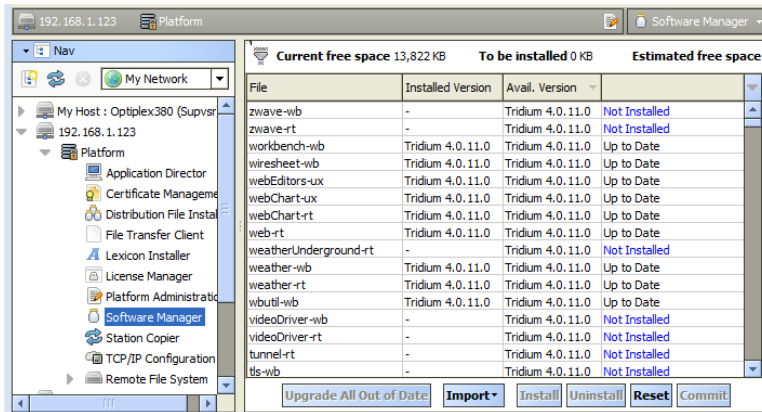 192.168.1.123 Platform Software Manager
Nav
My Network
My Host : Optiplex380 (Supvsr
192.168.1.123
Platform
Application Director
Certificate Manageme
Distribution File Instal
File Transfer Client
Lexicon Installer
License Manager
Platform Administratio
Software Manager
Station Copier
TCP/IP Configuration
Remote File System
Current free space 13,822 KB To be installed 0 KB Estimated free space
File Installed Version Avail. Version
zwave-wb - Tridium 4.0.11.0 Not Installed
zwave-rt - Tridium 4.0.11.0 Not Installed
workbench-wb Tridium 4.0.11.0 Tridium 4.0.11.0 Up to Date
wiresheet-wb Tridium 4.0.11.0 Tridium 4.0.11.0 Up to Date
webEditors-ux Tridium 4.0.11.0 Tridium 4.0.11.0 Up to Date
webChart-ux Tridium 4.0.11.0 Tridium 4.0.11.0 Up to Date
webChart-rt Tridium 4.0.11.0 Tridium 4.0.11.0 Up to Date
web-rt Tridium 4.0.11.0 Tridium 4.0.11.0 Up to Date
weatherUnderground-rt - Tridium 4.0.11.0 Not Installed
weather-wb Tridium 4.0.11.0 Tridium 4.0.11.0 Up to Date
weather-rt Tridium 4.0.11.0 Tridium 4.0.11.0 Up to Date
wbutil-wb Tridium 4.0.11.0 Tridium 4.0.11.0 Up to Date
videoDriver-wb - Tridium 4.0.11.0 Not Installed
videoDriver-rt - Tridium 4.0.11.0 Not Installed
tunnel-rt - Tridium 4.0.11.0 Not Installed
tls-wb - Tridium 4.0.11.0 Not Installed
Upgrade All Out of Date Import Install Uninstall Reset Commit